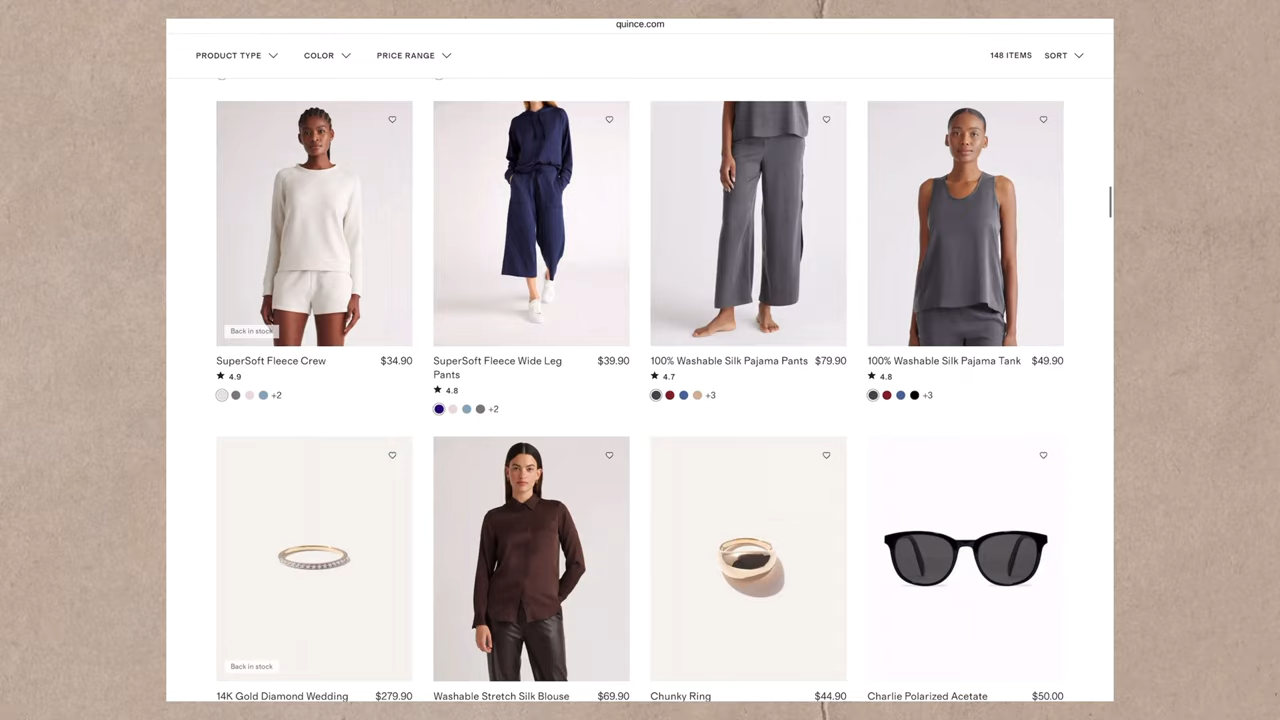 quince.com
PRODUCT TYPE COLOR PRICE RANGE 148 ITEMS SORT
Back in stock
SuperSoft Fleece Crew $34.90
4.9
+2
SuperSoft Fleece Wide Leg $39.90
Pants
4.8
+2
100% Washable Silk Pajama Pants $79.90
4.7
+3
100% Washable Silk Pajama Tank $49.90
4.8
+3
Back in stock
14K Gold Diamond Wedding $279.90
Washable Stretch Silk Blouse $69.90
Chunky Ring $44.90
Charlie Polarized Acetate $50.00